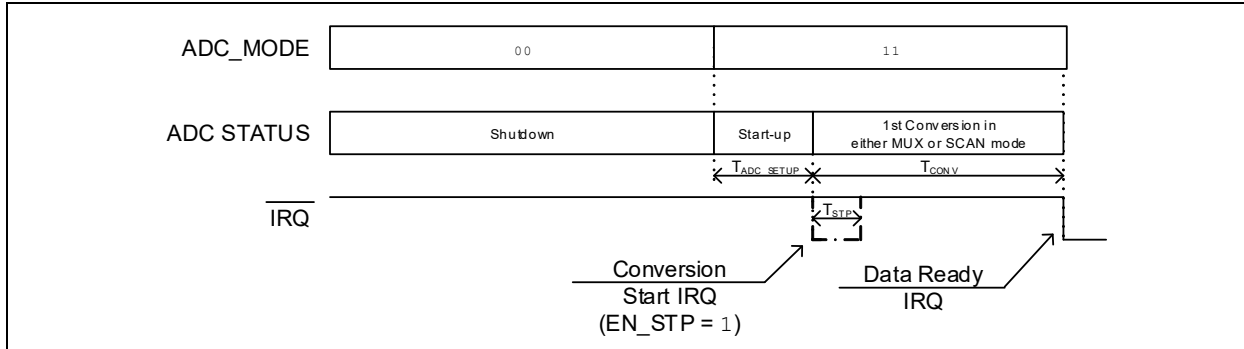 ADC_MODE
00
11
ADC STATUS
Shutdown
Start-up
1st Conversion in
either MUX or SCAN mode
TADC_SETUP
TCONV
IRQ
TSTP
Conversion
Start IRQ
(EN_STP = 1)
Data Ready
IRQ